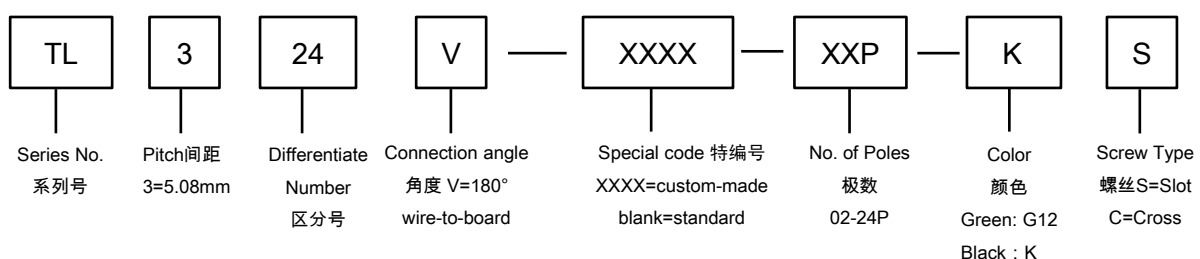 TL 3 24 V XXXX XXP K S
Series No.
系列号
Pitch间距
3=5.08mm
Differentiate
Number
区分号
Connection angle
角度 V=180°
wire-to-board
Special code 特编号
XXXX=custom-made
blank=standard
No. of Poles
极数
02-24P
Color
颜色
Green: G12
Black : K
Screw Type
螺丝S=Slot
C=Cross